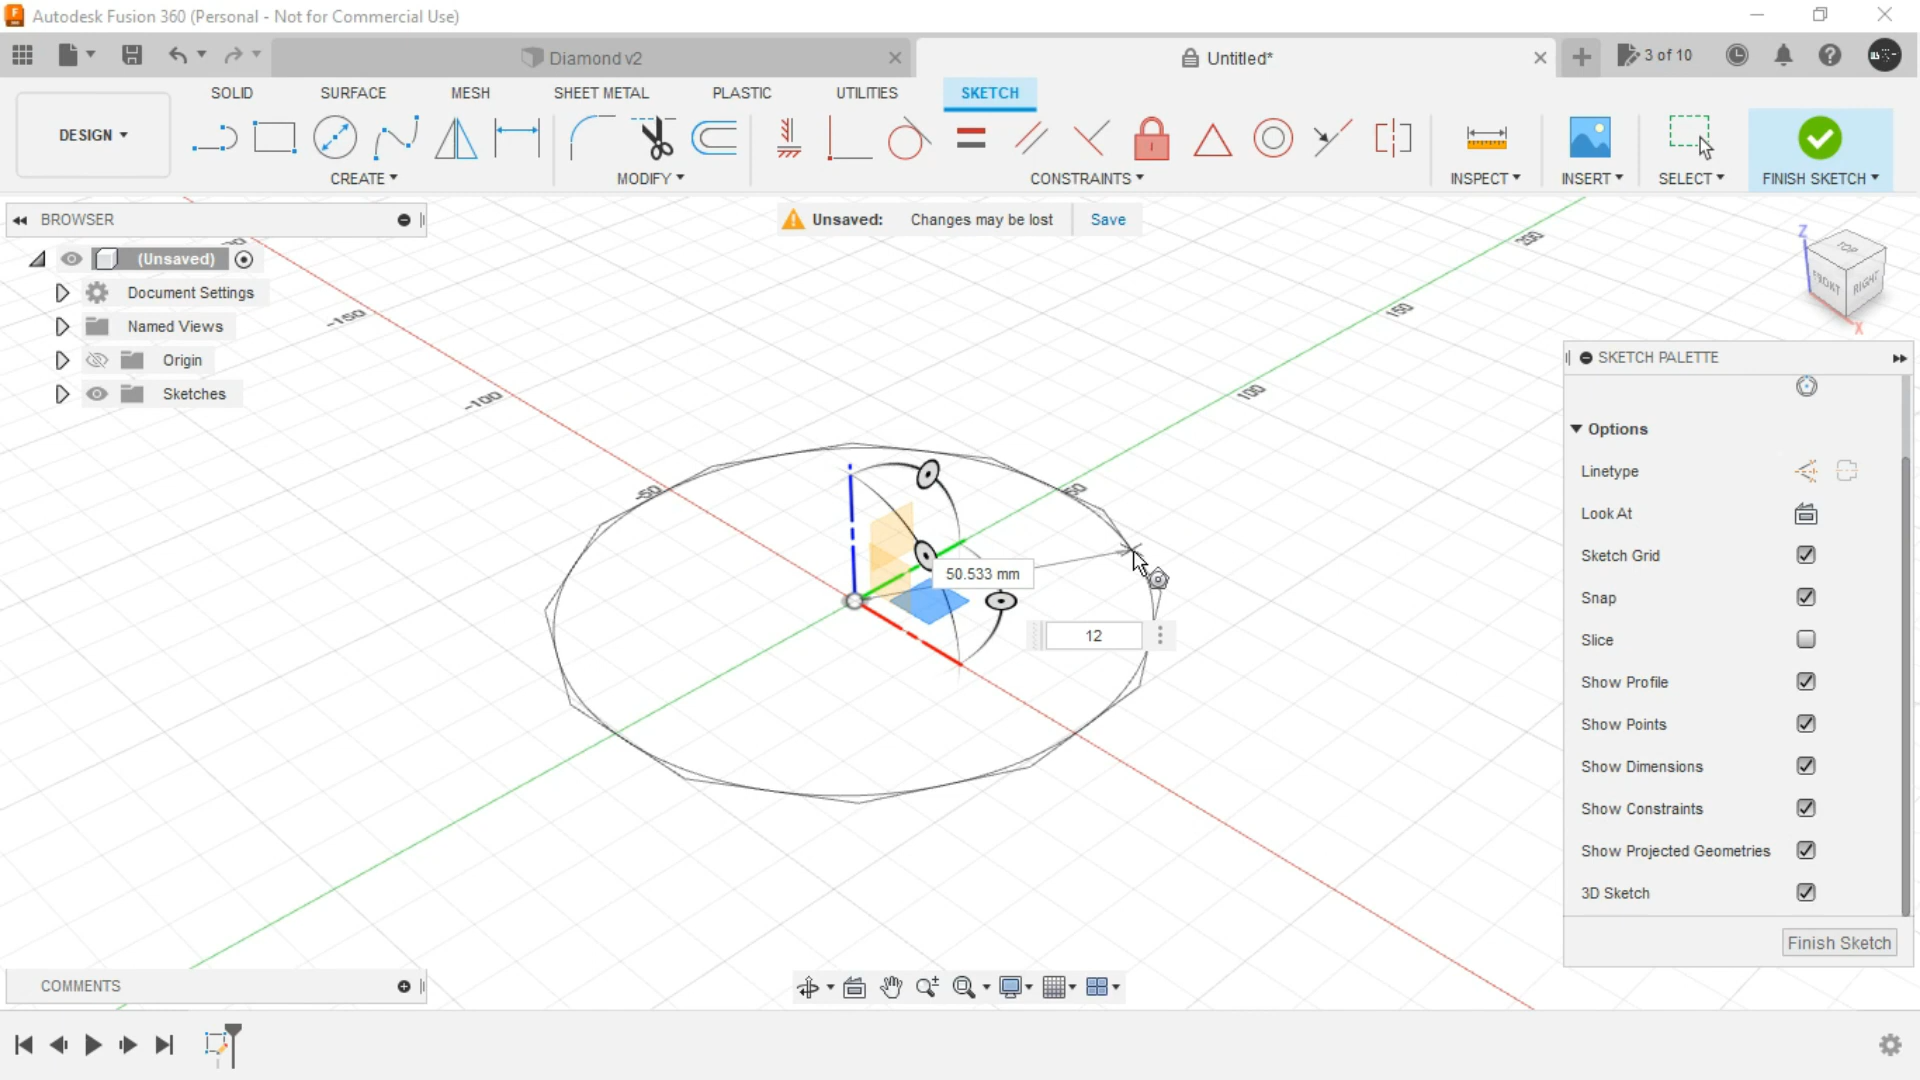 Autodesk Fusion 360 (Personal - Not for Commercial Use)
Diamond v2
Untitled*
3 of 10
SOLID SURFACE MESH SHEET METAL PLASTIC UTILITIES SKETCH
DESIGN
CREATE MODIFY CONSTRAINTS INSPECT INSERT SELECT FINISH SKETCH
BROWSER
Unsaved: Changes may be lost Save
(Unsaved)
Document Settings
Named Views
Origin
Sketches
-150
-100
-50
50
100
150
200
50.533 mm
12
Z
TOP
FRONT
RIGHT
X
SKETCH PALETTE
Options
Linetype
Look At
Sketch Grid
Snap
Slice
Show Profile
Show Points
Show Dimensions
Show Constraints
Show Projected Geometries
3D Sketch
Finish Sketch
COMMENTS